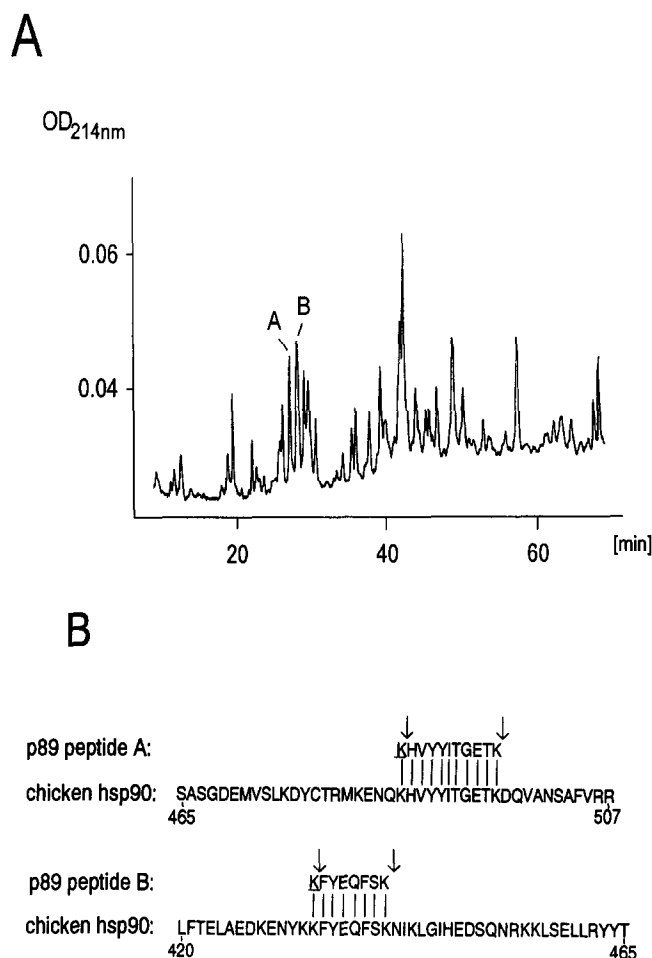 A
OD214nm
0.06
0.04
A
B
20
40
60
[min]
B
p89 peptide A:
KHVYYITGETK
chicken hsp90:
SASGDEMVSLKDYCTRMKENQKHVYYITGETKDQVANSAFVRR
465
507
p89 peptide B:
KFYEQFSK
chicken hsp90:
LFTELAEDKENYKKFYEQFSKNIKLGIHEDSQNRKKLSELLRYYT
420
465